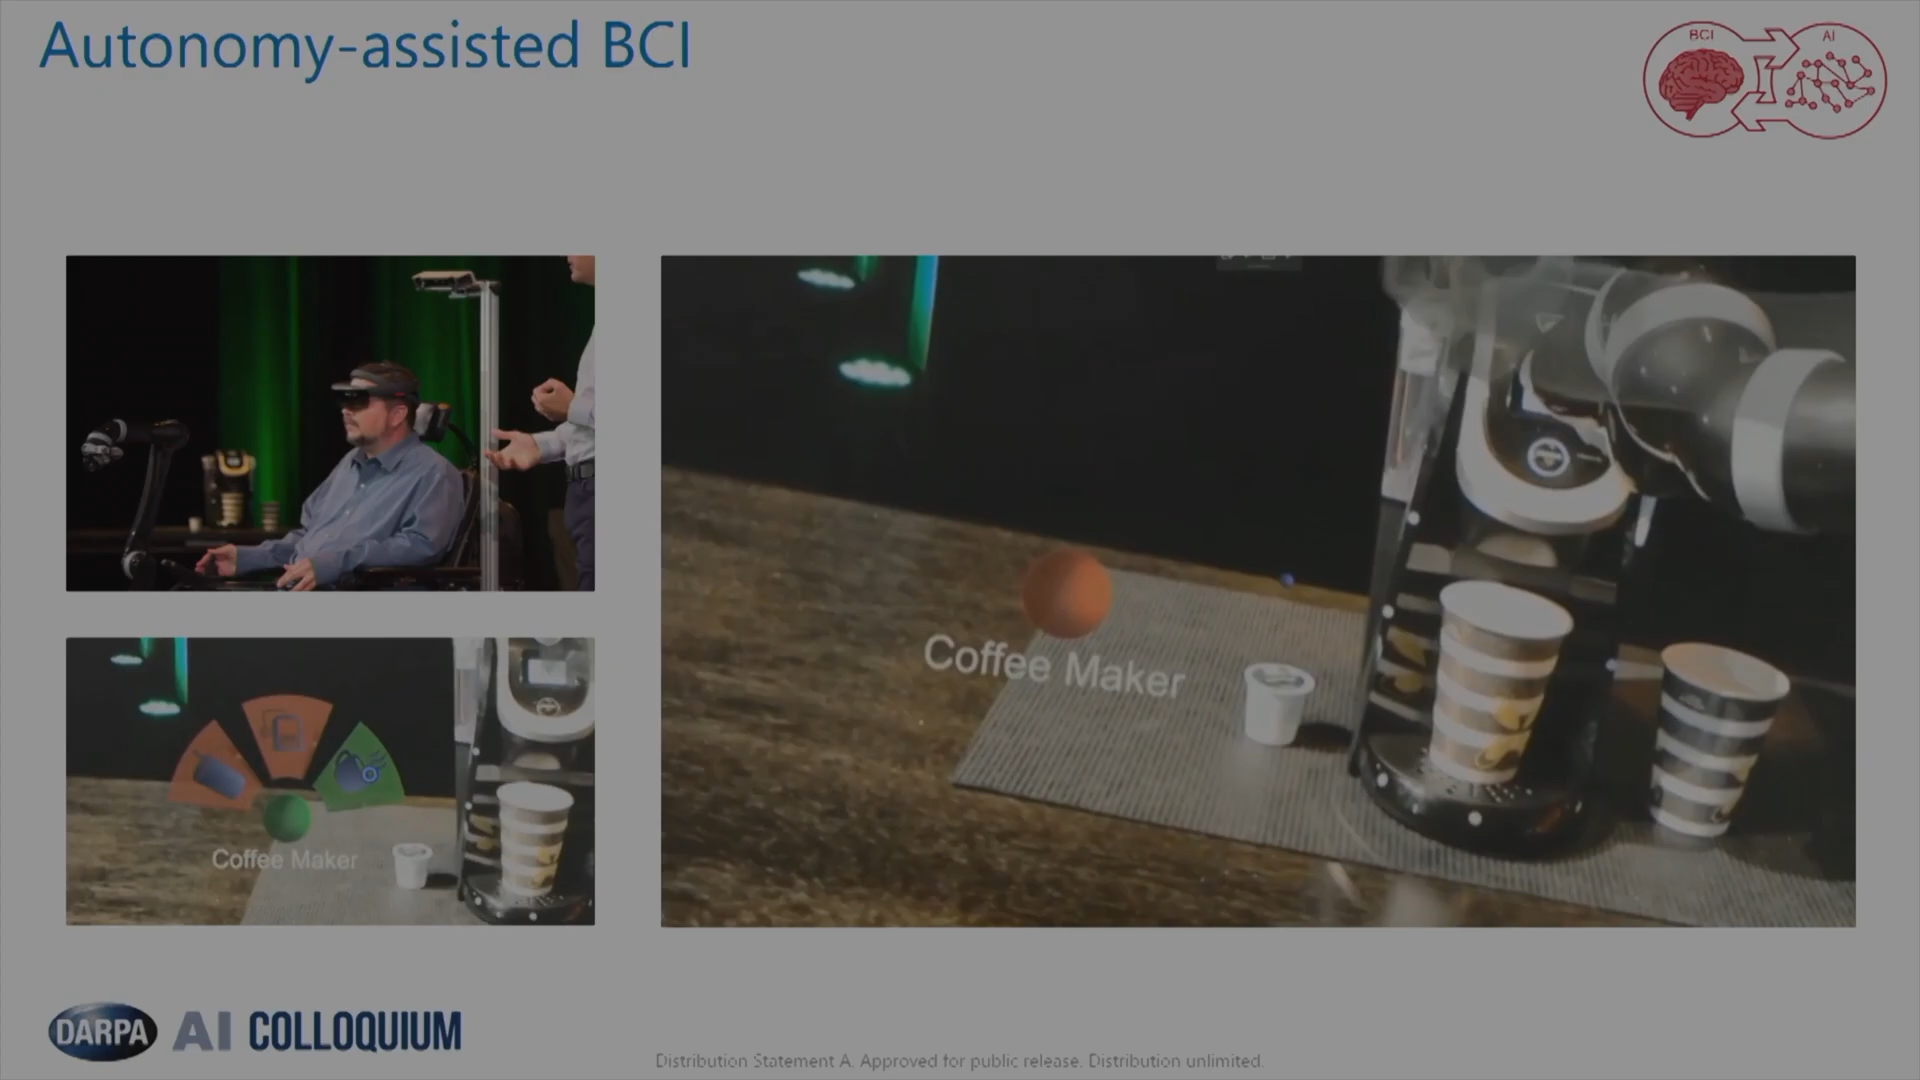 Autonomy-assisted BCI
BCI
AI
Coffee Maker
Coffee Maker
DARPA AI COLLOQUIUM
Distribution Statement A. Approved for public release. Distribution unlimited.